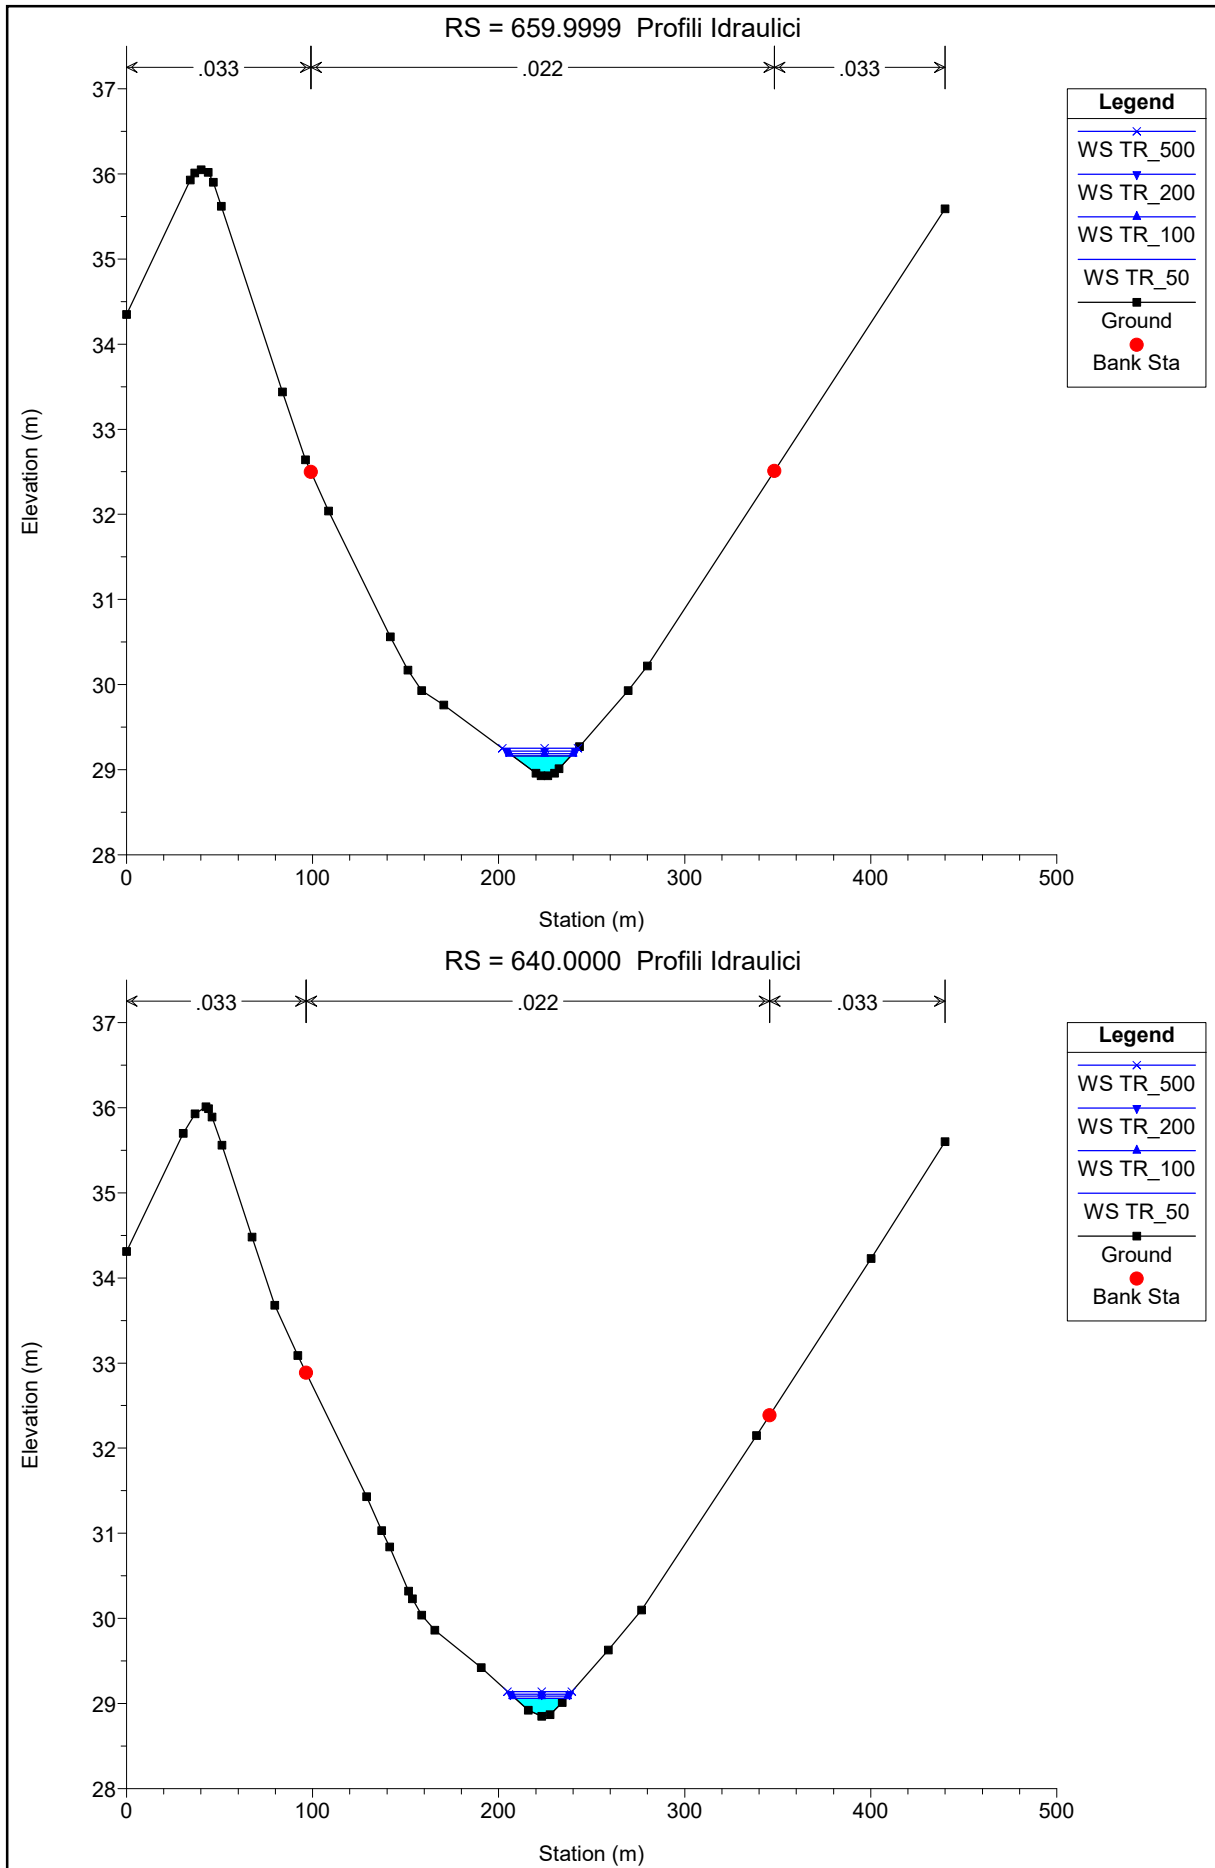 RS = 659.9999  Profili Idraulici
.033
.022
.033
37
36
35
34
33
32
31
30
29
28
Elevation (m)
0
100
200
300
400
500
Station (m)
Legend
WS TR_500
WS TR_200
WS TR_100
WS TR_50
Ground
Bank Sta
RS = 640.0000  Profili Idraulici
.033
.022
.033
37
36
35
34
33
32
31
30
29
28
Elevation (m)
0
100
200
300
400
500
Station (m)
Legend
WS TR_500
WS TR_200
WS TR_100
WS TR_50
Ground
Bank Sta